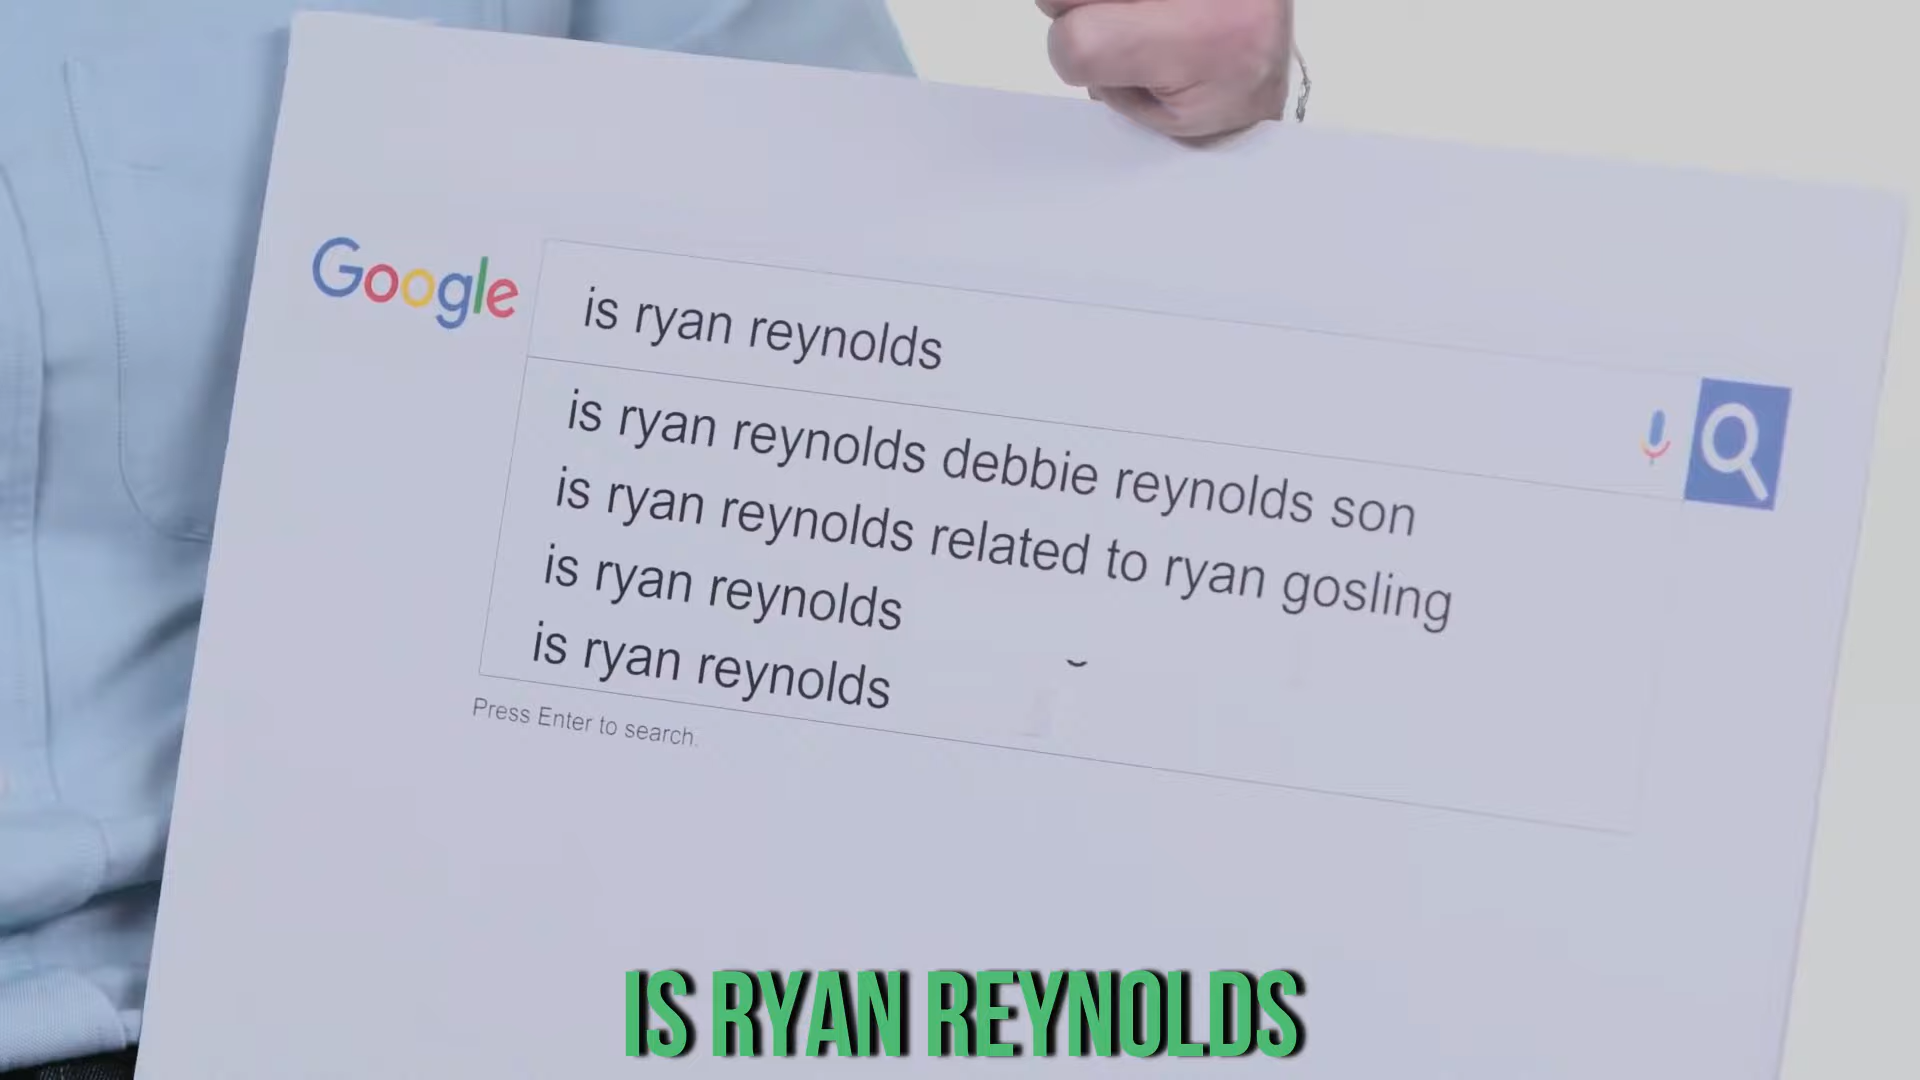 Google
is ryan reynolds
is ryan reynolds debbie reynolds son
is ryan reynolds related to ryan gosling
is ryan reynolds
is ryan reynolds
Press Enter to search.
IS RYAN REYNOLDS